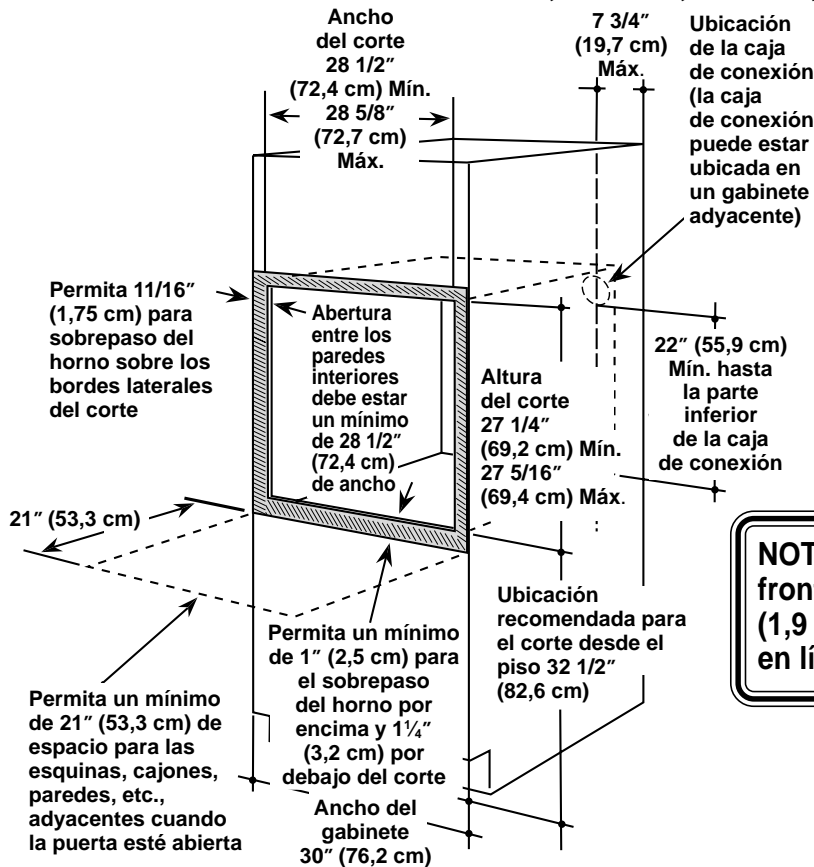 Ancho
del corte
28 1/2″
(72,4 cm) Mín.
28 5/8″
(72,7 cm)
Máx.
7 3/4″
(19,7 cm)
Máx.
Ubicación
de la caja
de conexión
(la caja
de conexión
puede estar
ubicada en
un gabinete
adyacente)
Permita 11/16″
(1,75 cm) para
sobrepaso del
horno sobre los
bordes laterales
del corte
Abertura
entre los
paredes
interiores
debe estar
un mínimo
de 28 1/2″
(72,4 cm)
de ancho
Altura
del corte
27 1/4″
(69,2 cm) Mín.
27 5/16″
(69,4 cm) Máx.
22″ (55,9 cm)
Mín. hasta
la parte
inferior
de la caja
de conexión
21″ (53,3 cm)
NOT
front
(1,9
en lí
Ubicación
recomendada para
el corte desde el
piso 32 1/2″
(82,6 cm)
Permita un mínimo
de 1″ (2,5 cm) para
el sobrepaso
del horno por
encima y 1¼″
(3,2 cm) por
debajo del corte
Permita un mínimo
de 21″ (53,3 cm) de
espacio para las
esquinas, cajones,
paredes, etc.,
adyacentes cuando
la puerta esté abierta
Ancho del
gabinete
30″ (76,2 cm)